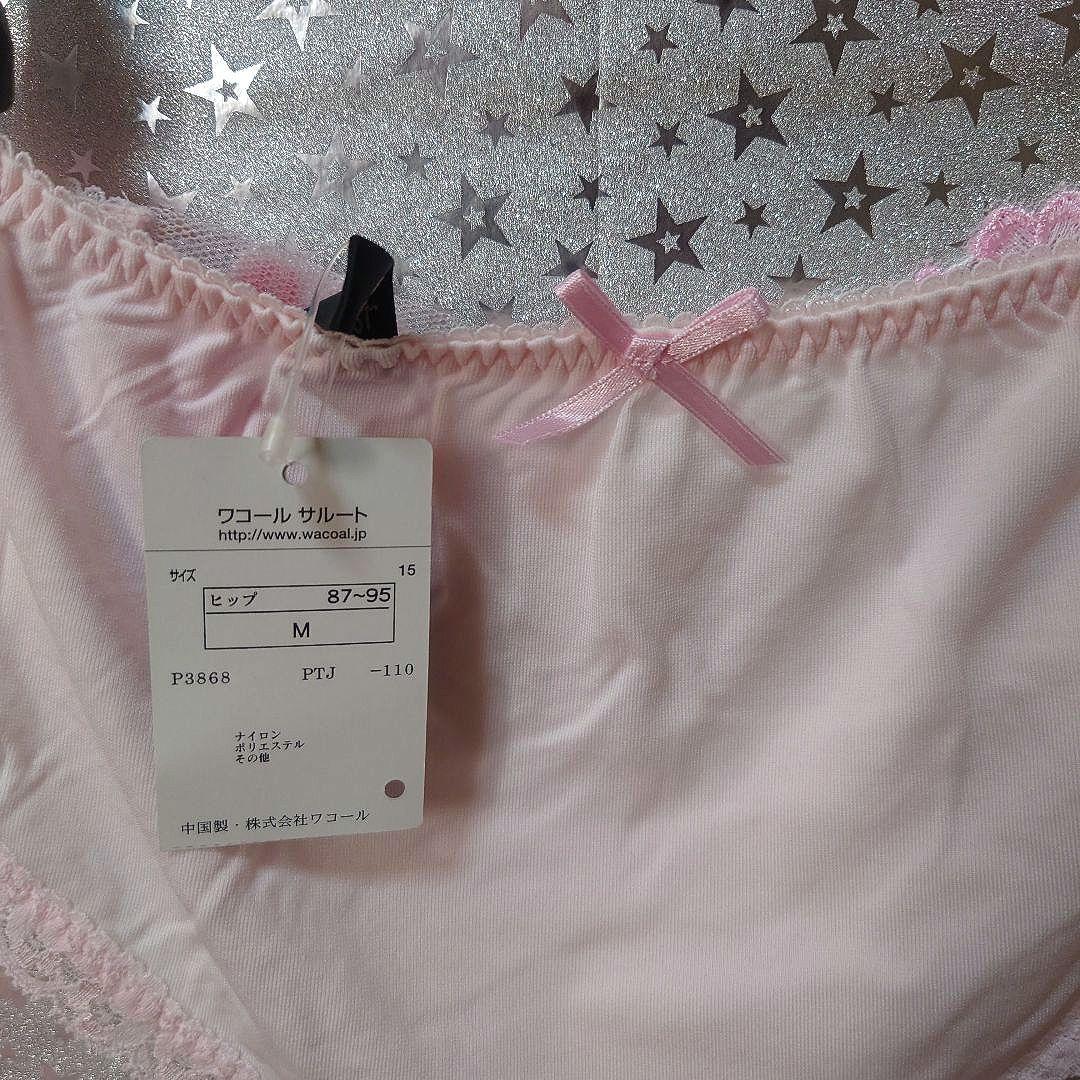 ワコール サルート
http://www.wacoal.jp
サイズ 15
ヒップ 87~95
M
P3868 PTJ -110
ナイロン
ポリエステル
その他
中国製・株式会社ワコール